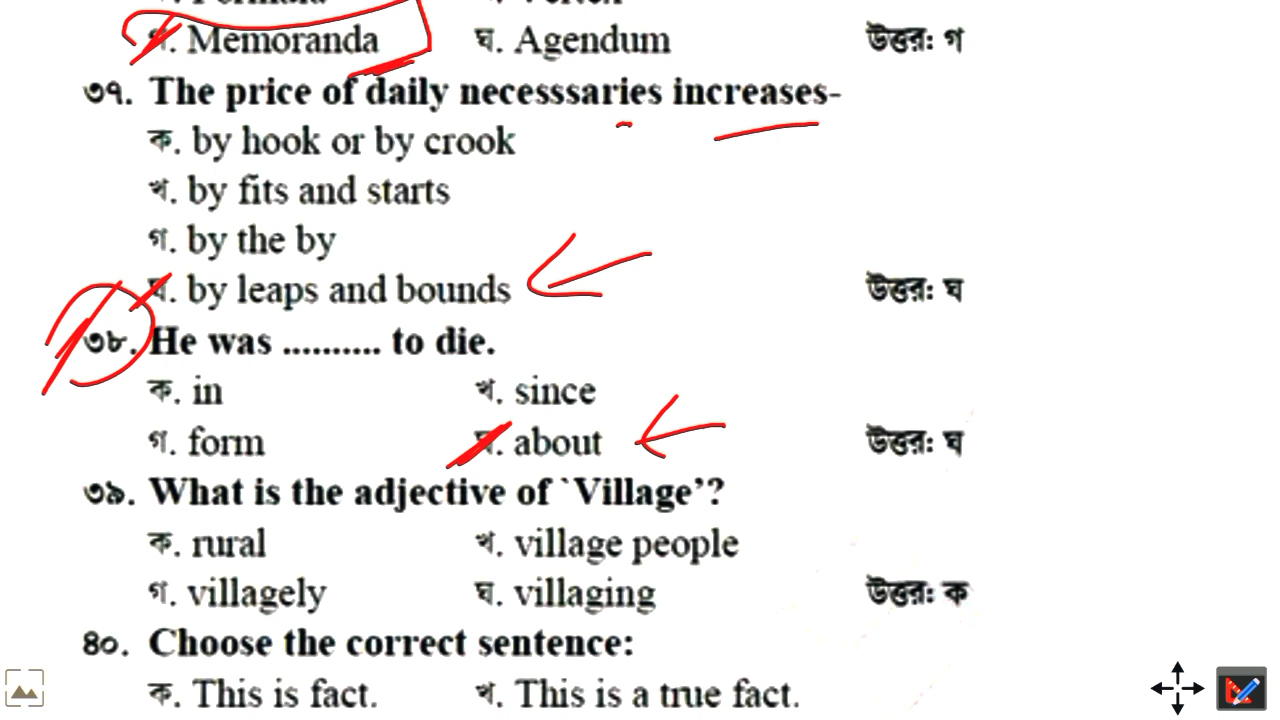 গ. Memoranda ঘ. Agendum উত্তর: গ
৩৭. The price of daily necesssaries increases-
ক. by hook or by crook
খ. by fits and starts
গ. by the by
ঘ. by leaps and bounds উত্তর: ঘ
৩৮. He was .......... to die.
ক. in খ. since
গ. form ঘ. about উত্তর: ঘ
৩৯. What is the adjective of `Village’?
ক. rural খ. village people
গ. villagely ঘ. villaging উত্তর: ক
৪০. Choose the correct sentence:
ক. This is fact. খ. This is a true fact.